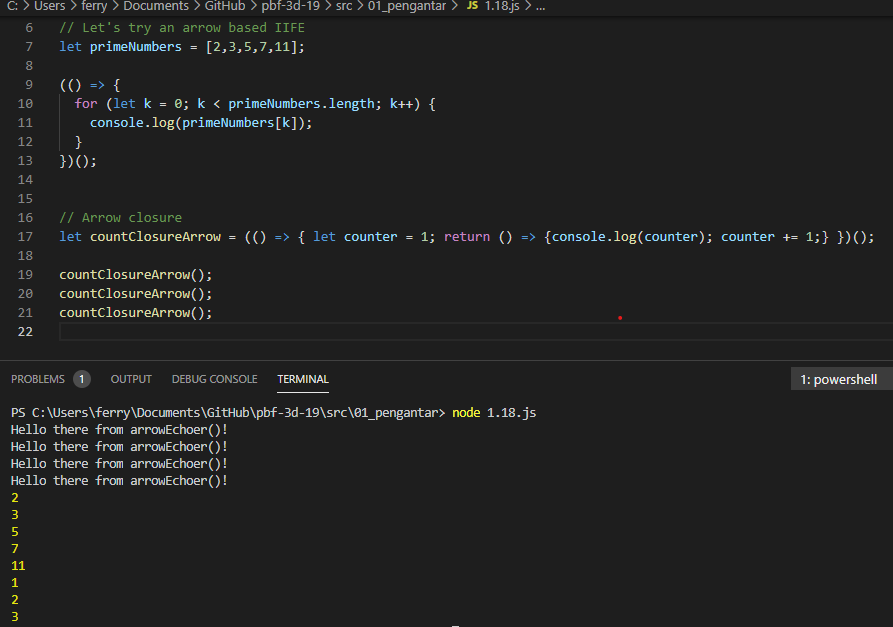 C: > Users > ferry > Documents > GitHub > pbf-3d-19 > src > 01_pengantar > JS 1.18.js > ...
6 // Let's try an arrow based IIFE
7 let primeNumbers = [2,3,5,7,11];
8
9 (() => {
10 for (let k = 0; k < primeNumbers.length; k++) {
11 console.log(primeNumbers[k]);
12 }
13 })();
14
15
16 // Arrow closure
17 let countClosureArrow = (() => { let counter = 1; return () => {console.log(counter); counter += 1;} })();
18
19 countClosureArrow();
20 countClosureArrow();
21 countClosureArrow();
22
PROBLEMS 1 OUTPUT DEBUG CONSOLE TERMINAL 1: powershell
PS C:\Users\ferry\Documents\GitHub\pbf-3d-19\src\01_pengantar> node 1.18.js
Hello there from arrowEchoer()!
Hello there from arrowEchoer()!
Hello there from arrowEchoer()!
Hello there from arrowEchoer()!
2
3
5
7
11
1
2
3